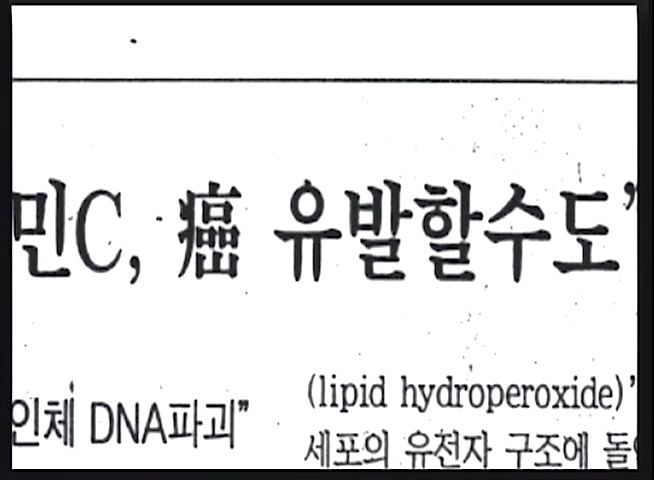 민C, 癌 유발할수도'
인체 DNA파괴"
(lipid hydroperoxide)'
세포의 유전자 구조에 돌